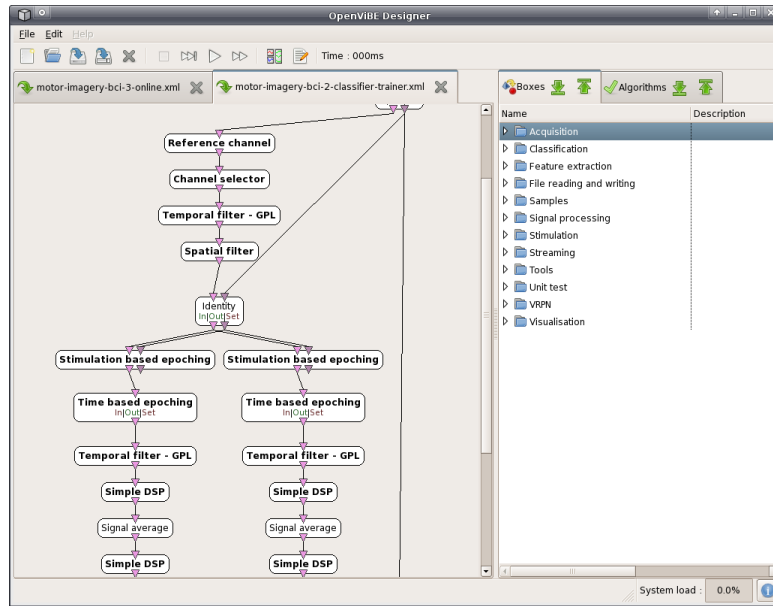 OpenViBE Designer
File Edit Help
Time : 000ms
motor-imagery-bci-3-online.xml
motor-imagery-bci-2-classifier-trainer.xml
Boxes
Algorithms
Name Description
Acquisition
Classification
Feature extraction
File reading and writing
Samples
Signal processing
Stimulation
Streaming
Tools
Unit test
VRPN
Visualisation
Reference channel
Channel selector
Temporal filter - GPL
Spatial filter
Identity
In|Out|Set
Stimulation based epoching Stimulation based epoching
Time based epoching Time based epoching
In|Out|Set In|Out|Set
Temporal filter - GPL Temporal filter - GPL
Simple DSP Simple DSP
Signal average Signal average
Simple DSP Simple DSP
System load : 0.0%